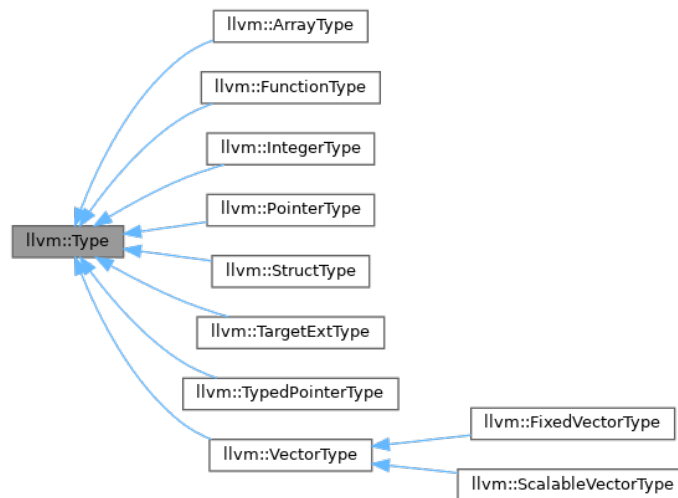 llvm::ArrayType
llvm::FunctionType
llvm::IntegerType
llvm::PointerType
llvm::Type
llvm::StructType
llvm::TargetExtType
llvm::TypedPointerType
llvm::FixedVectorType
llvm::VectorType
llvm::ScalableVectorType